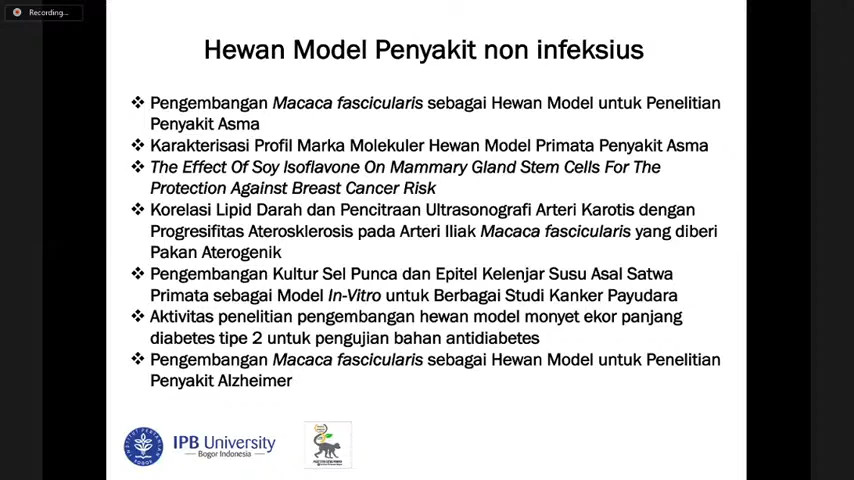 Recording...
Hewan Model Penyakit non infeksius
❖ Pengembangan Macaca fascicularis sebagai Hewan Model untuk Penelitian
Penyakit Asma
❖ Karakterisasi Profil Marka Molekuler Hewan Model Primata Penyakit Asma
❖ The Effect Of Soy Isoflavone On Mammary Gland Stem Cells For The
Protection Against Breast Cancer Risk
❖ Korelasi Lipid Darah dan Pencitraan Ultrasonografi Arteri Karotis dengan
Progresifitas Aterosklerosis pada Arteri Iliak Macaca fascicularis yang diberi
Pakan Aterogenik
❖ Pengembangan Kultur Sel Punca dan Epitel Kelenjar Susu Asal Satwa
Primata sebagai Model In-Vitro untuk Berbagai Studi Kanker Payudara
❖ Aktivitas penelitian pengembangan hewan model monyet ekor panjang
diabetes tipe 2 untuk pengujian bahan antidiabetes
❖ Pengembangan Macaca fascicularis sebagai Hewan Model untuk Penelitian
Penyakit Alzheimer
IPB University
Bogor Indonesia